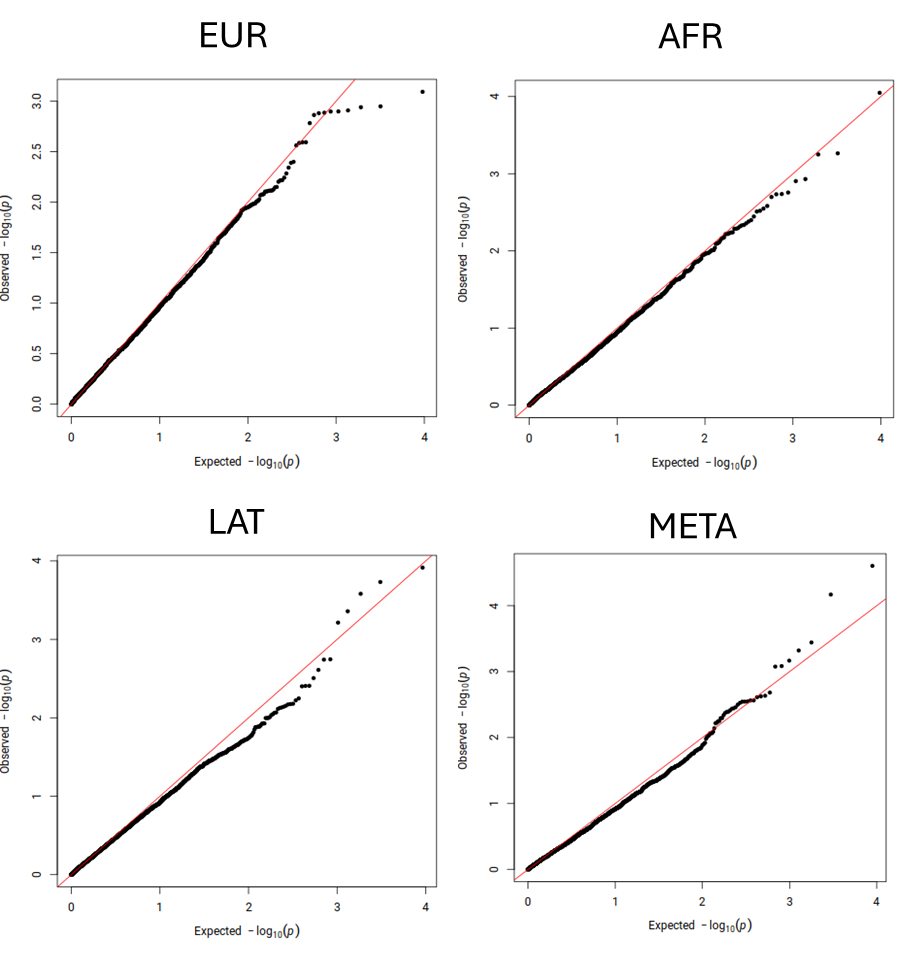 EUR
3.0
2.5
2.0
1.5
1.0
0.5
0.0
Observed −log10(p)
0 1 2 3 4
Expected −log10(p)
AFR
4
3
2
1
0
Observed −log10(p)
0 1 2 3 4
Expected −log10(p)
LAT
4
3
2
1
0
Observed −log10(p)
0 1 2 3 4
Expected −log10(p)
META
4
3
2
1
0
Observed −log10(p)
0 1 2 3 4
Expected −log10(p)